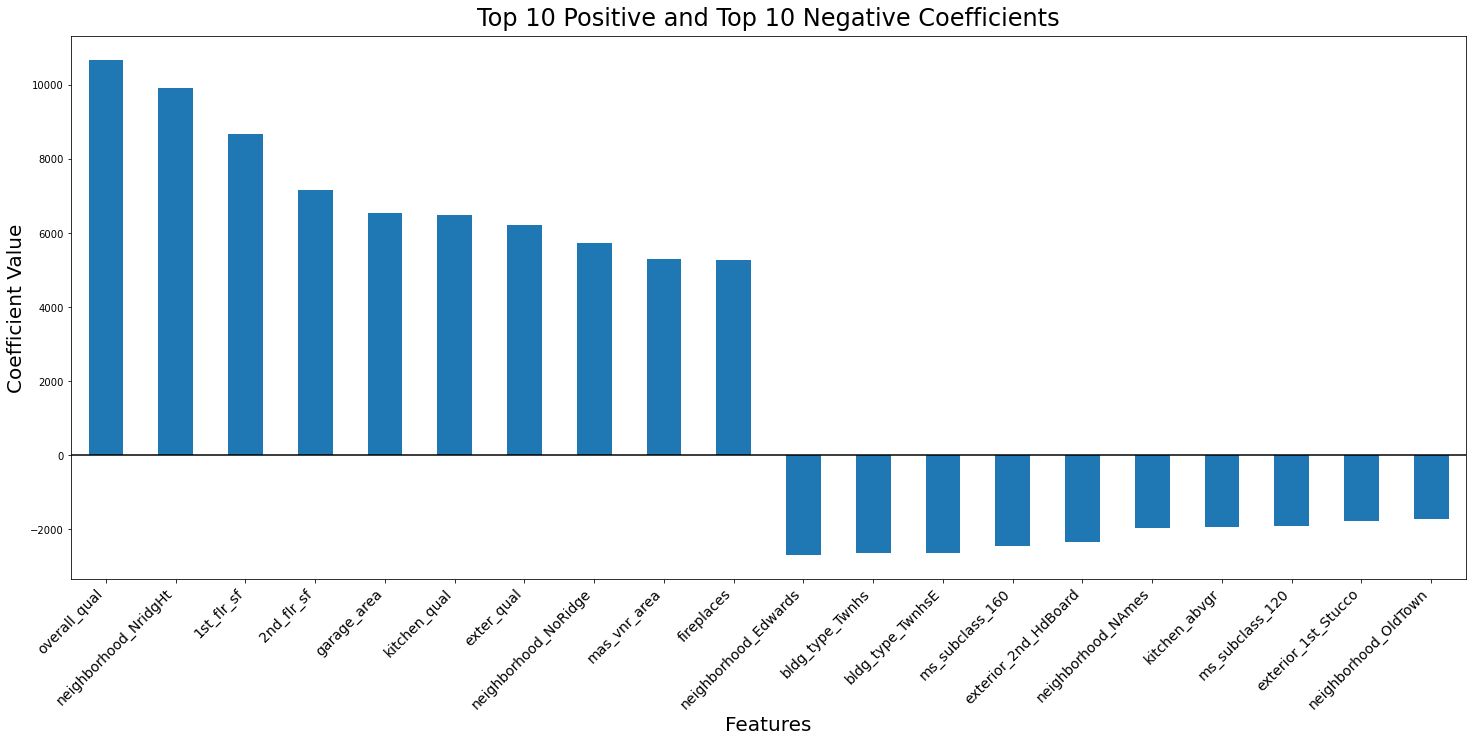 Top 10 Positive and Top 10 Negative Coefficients
Coefficient Value
10000
8000
6000
4000
2000
0
−2000
overall_qual
neighborhood_NridgHt
1st_flr_sf
2nd_flr_sf
garage_area
kitchen_qual
exter_qual
neighborhood_NoRidge
mas_vnr_area
fireplaces
neighborhood_Edwards
bldg_type_Twnhs
bldg_type_TwnhsE
ms_subclass_160
exterior_2nd_HdBoard
neighborhood_NAmes
kitchen_abvgr
ms_subclass_120
exterior_1st_Stucco
neighborhood_OldTown
Features